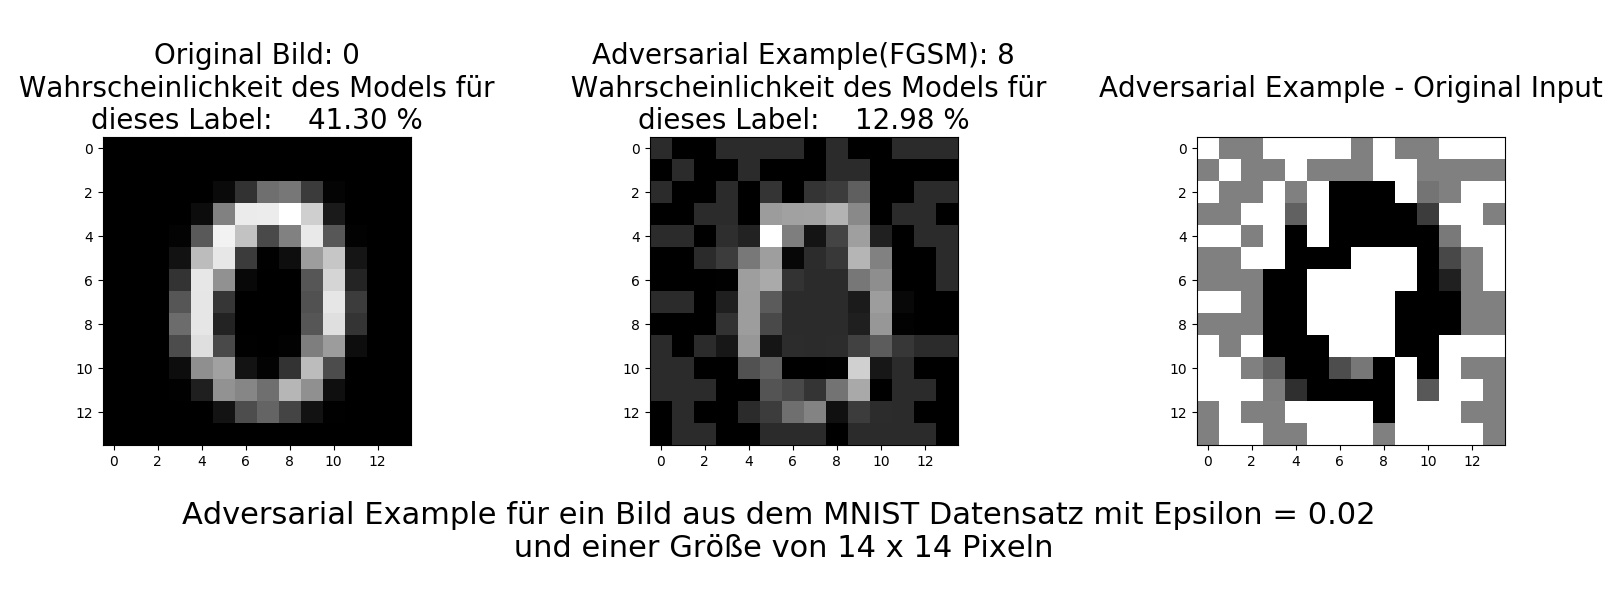 Original Bild: 0
Wahrscheinlichkeit des Models für
dieses Label: 41.30 %
Adversarial Example(FGSM): 8
Wahrscheinlichkeit des Models für
dieses Label: 12.98 %
Adversarial Example - Original Input
0
2
4
6
8
10
12
0 2 4 6 8 10 12
0
2
4
6
8
10
12
0 2 4 6 8 10 12
0
2
4
6
8
10
12
0 2 4 6 8 10 12
Adversarial Example für ein Bild aus dem MNIST Datensatz mit Epsilon = 0.02
und einer Größe von 14 x 14 Pixeln